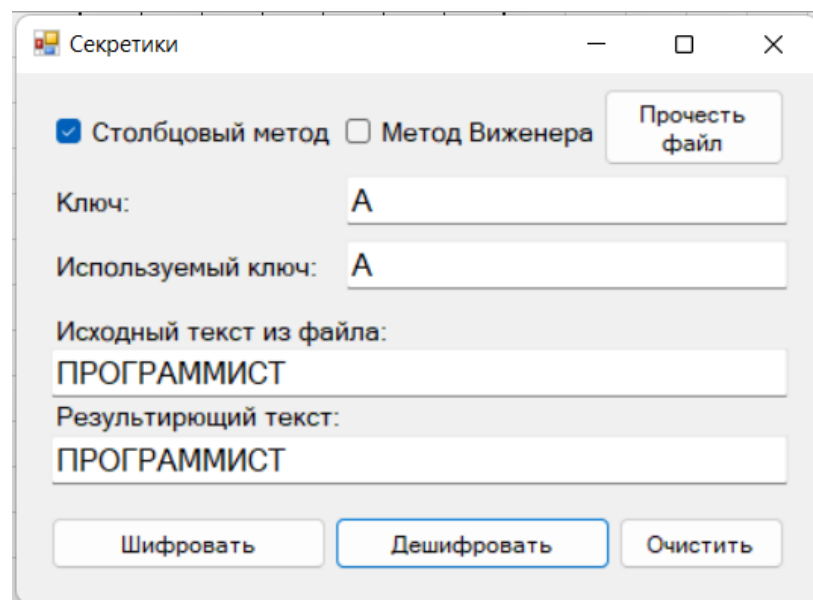 Секретики
Столбцовый метод Метод Виженера Прочесть
файл
Ключ: А
Используемый ключ: А
Исходный текст из файла:
ПРОГРАММИСТ
Результирющий текст:
ПРОГРАММИСТ
Шифровать Дешифровать Очистить